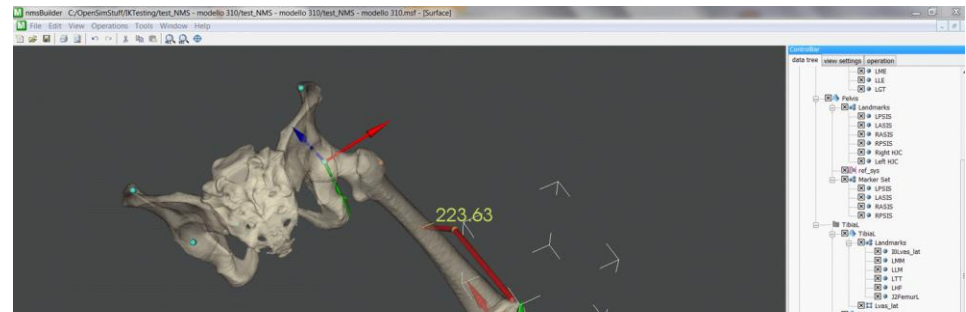 nmsBuilder C:/OpenSimStuff/IKTesting/test_NMS - modello 310/test_NMS - modello 310/test_NMS - modello 310.msf - [Surface]
File Edit View Operations Tools Window Help
ControlBar
data tree view settings operation
LME
LLE
LGT
Pelvis
Landmarks
LPSIS
LASIS
RASIS
RPSIS
Right HJC
Left HJC
ref_sys
Marker Set
LPSIS
LASIS
RASIS
RPSIS
223.63
TibiaL
TibiaL
Landmarks
LMM
LLM
LTT
LHF
J2FemurL
Lvas_lat